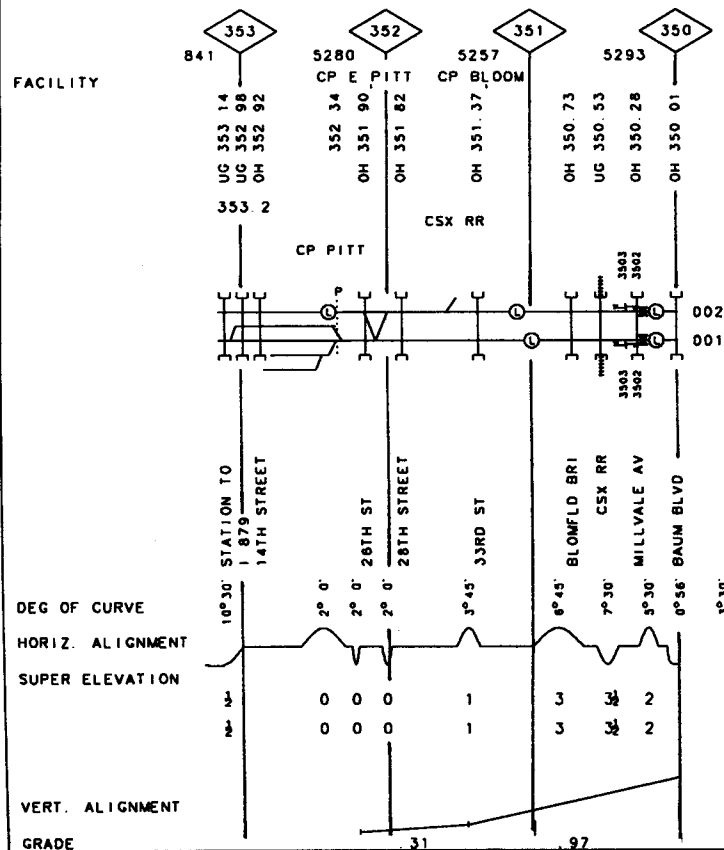 353 352 351 350
841 5280 5257 5293
FACILITY CP E PITT CP BLOOM
UG 353 14
UG 352 98
OH 352 92
352 34
OH 351 90
OH 351 82
OH 351.37
OH 350.73
UG 350.53
OH 350.28
OH 350 01
353.2
CSX RR
CP PITT
3503
3502
P
L L L 002
L L 001
3503
3502
STATION TO
1 879
14TH STREET
26TH ST
28TH STREET
33RD ST
BLOMFLD BRI
CSX RR
MILLVALE AV
BAUM BLVD
DEG OF CURVE 10°30' 2° 0' 2° 0' 2° 0' 3°45' 6°45' 7°30' 5°30' 0°56'
HORIZ. ALIGNMENT
SUPER ELEVATION
½ 0 0 0 1 3 3½ 2
½ 0 0 0 1 3 3½ 2
VERT. ALIGNMENT
GRADE .31 .97